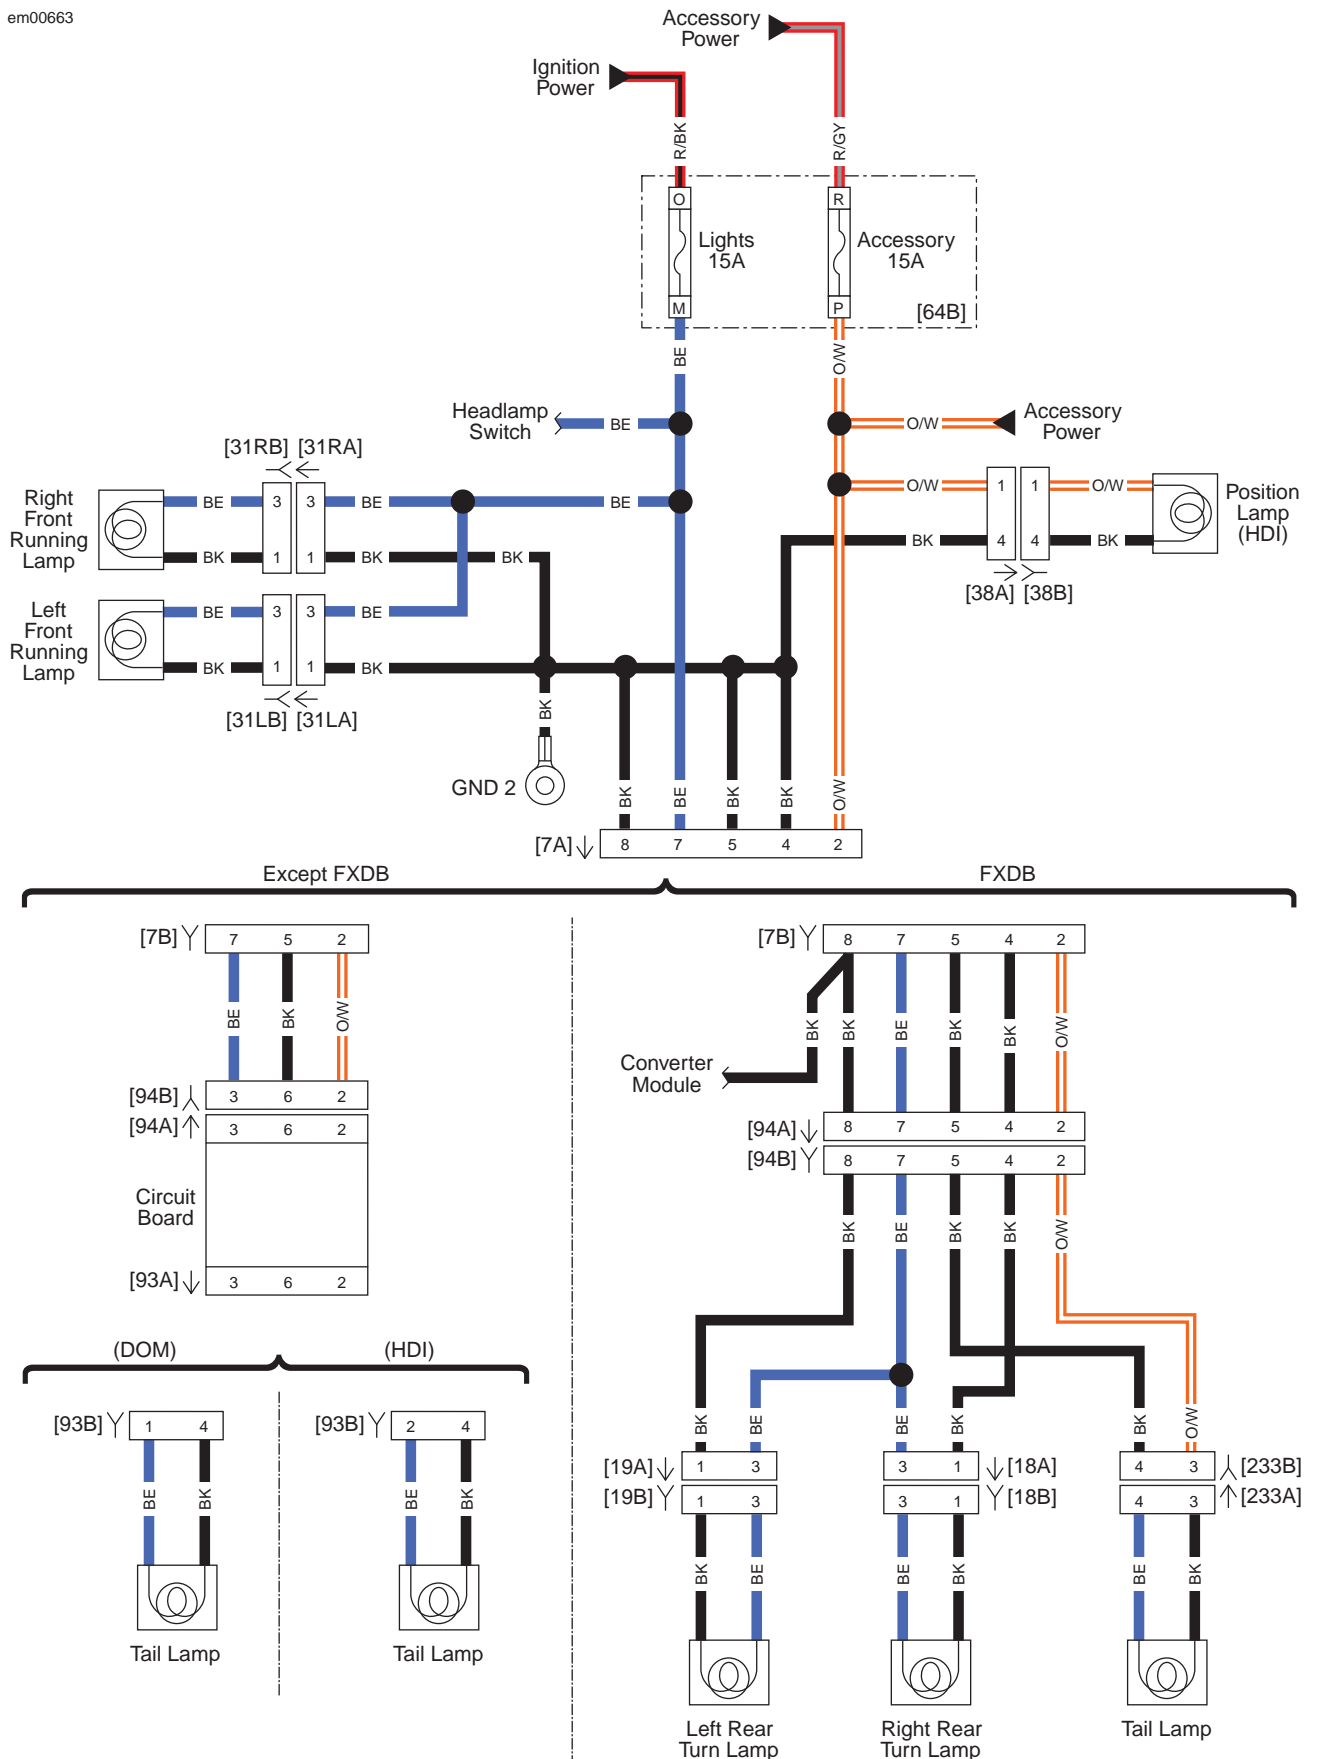 em00663
Accessory
Power
Ignition
Power
R/BK
R/GY
O
R
Lights
15A
Accessory
15A
M
P
[64B]
BE
O/W
Headlamp
Switch
BE
O/W
Accessory
Power
[31RB] [31RA]
Right
Front
Running
Lamp
BE
3
3
BE
BE
BK
1
1
BK
BK
O/W
1
1
O/W
BK
4
4
BK
Position
Lamp
(HDI)
[38A] [38B]
Left
Front
Running
Lamp
BE
3
3
BE
BK
1
1
BK
[31LB] [31LA]
BK
GND 2
BK
BE
BK
BK
O/W
[7A]
8
7
5
4
2
Except FXDB
FXDB
[7B]
7
5
2
BE
BK
O/W
[94B]
3
6
2
[94A]
3
6
2
Circuit
Board
[93A]
3
6
2
(DOM)
(HDI)
[93B]
1
4
BE
BK
Tail Lamp
[93B]
2
4
BE
BK
Tail Lamp
[7B]
8
7
5
4
2
BK
BK
BE
BK
BK
O/W
Converter
Module
[94A]
8
7
5
4
2
[94B]
8
7
5
4
2
BK
BE
BK
BK
O/W
BK
BE
BE
BK
BK
O/W
[19A]
1
3
3
1
[18A]
4
3
[233B]
[19B]
1
3
3
1
[18B]
4
3
[233A]
BK
BE
BE
BK
BE
BK
Left Rear
Turn Lamp
Right Rear
Turn Lamp
Tail Lamp